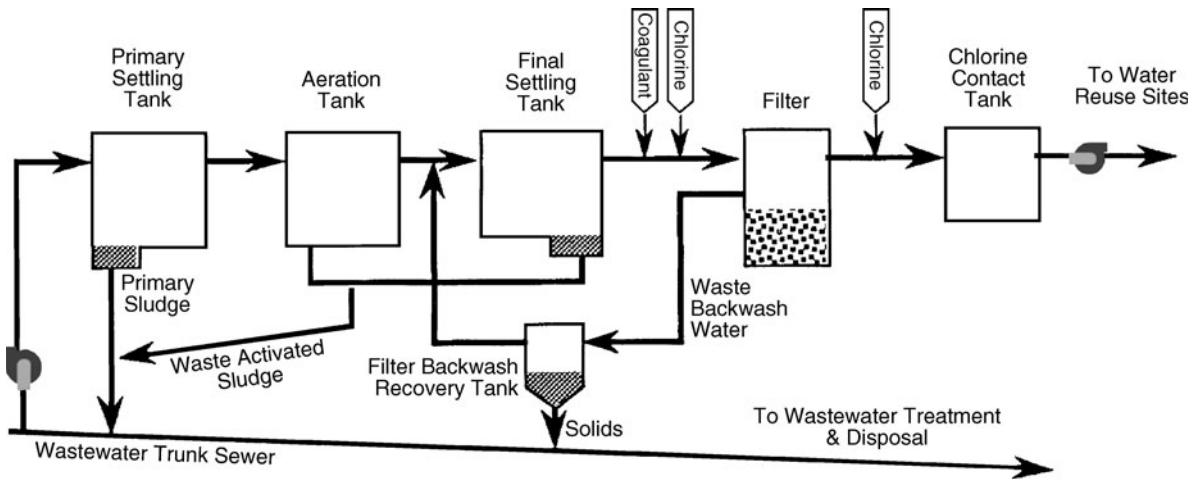 Primary
Settling
Tank
Aeration
Tank
Final
Settling
Tank
Coagulant
Chlorine
Filter
Chlorine
Chlorine
Contact
Tank
To Water
Reuse Sites
Primary
Sludge
Waste Activated
Sludge
Filter Backwash
Recovery Tank
Waste
Backwash
Water
Solids
Wastewater Trunk Sewer
To Wastewater Treatment
& Disposal